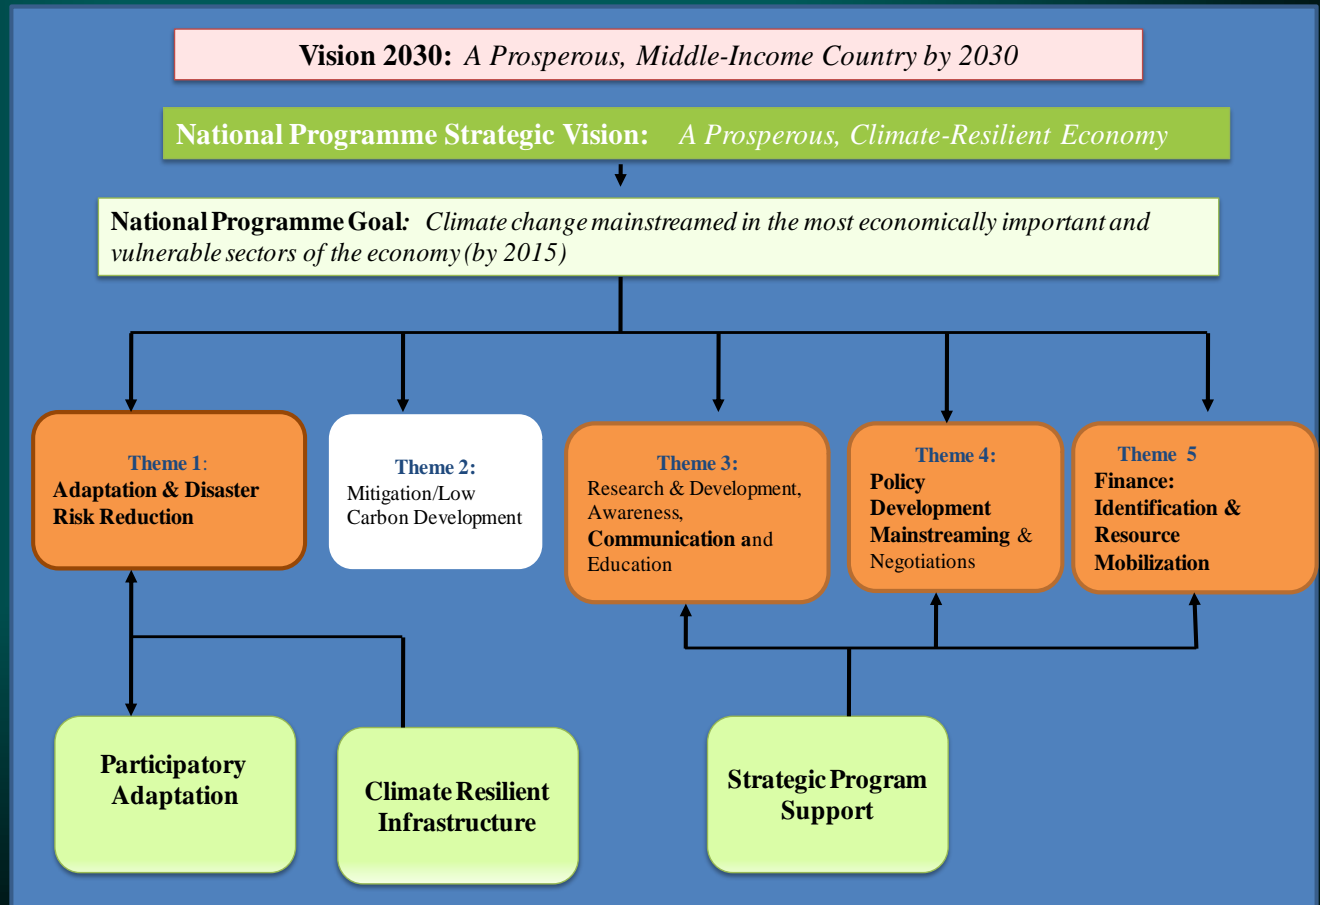 Vision 2030: A Prosperous, Middle-Income Country by 2030
National Programme Strategic Vision: A Prosperous, Climate-Resilient Economy
National Programme Goal: Climate change mainstreamed in the most economically important and
vulnerable sectors of the economy (by 2015)
Theme 1:
Adaptation & Disaster
Risk Reduction
Theme 2:
Mitigation/Low
Carbon Development
Theme 3:
Research & Development,
Awareness,
Communication and
Education
Theme 4:
Policy
Development
Mainstreaming &
Negotiations
Theme 5
Finance:
Identification &
Resource
Mobilization
Participatory
Adaptation
Climate Resilient
Infrastructure
Strategic Program
Support